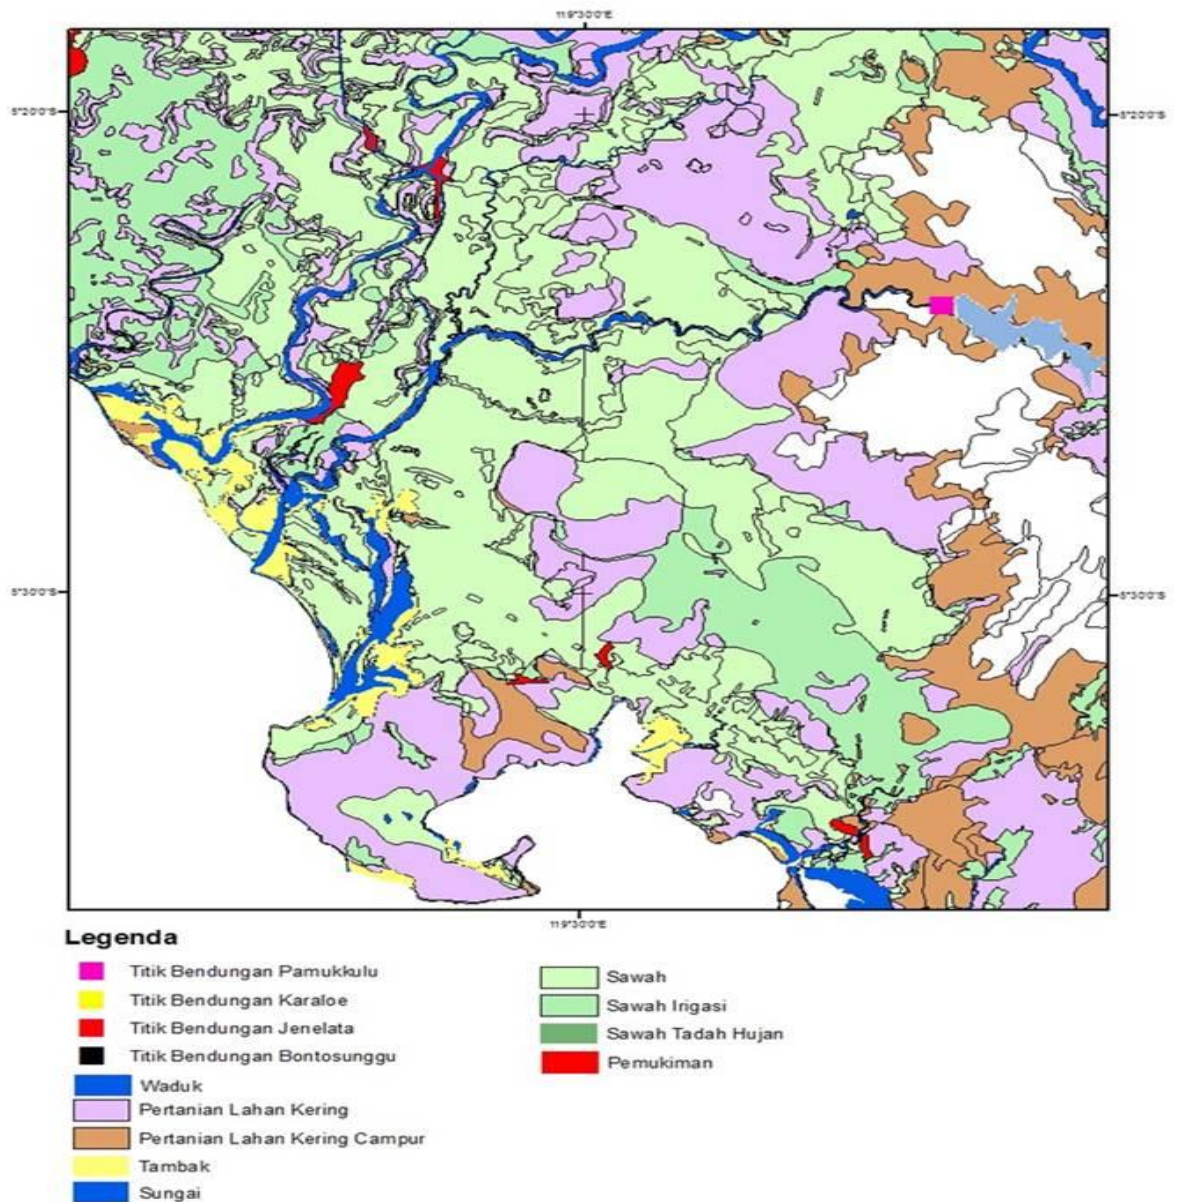 119°30'0"E
5°20'0"S
5°20'0"S
5°30'0"S
5°30'0"S
119°30'0"E
Legenda
Titik Bendungan Pamukkulu
Titik Bendungan Karaloe
Titik Bendungan Jenelata
Titik Bendungan Bontosunggu
Waduk
Pertanian Lahan Kering
Pertanian Lahan Kering Campur
Tambak
Sungai
Sawah
Sawah Irigasi
Sawah Tadah Hujan
Pemukiman